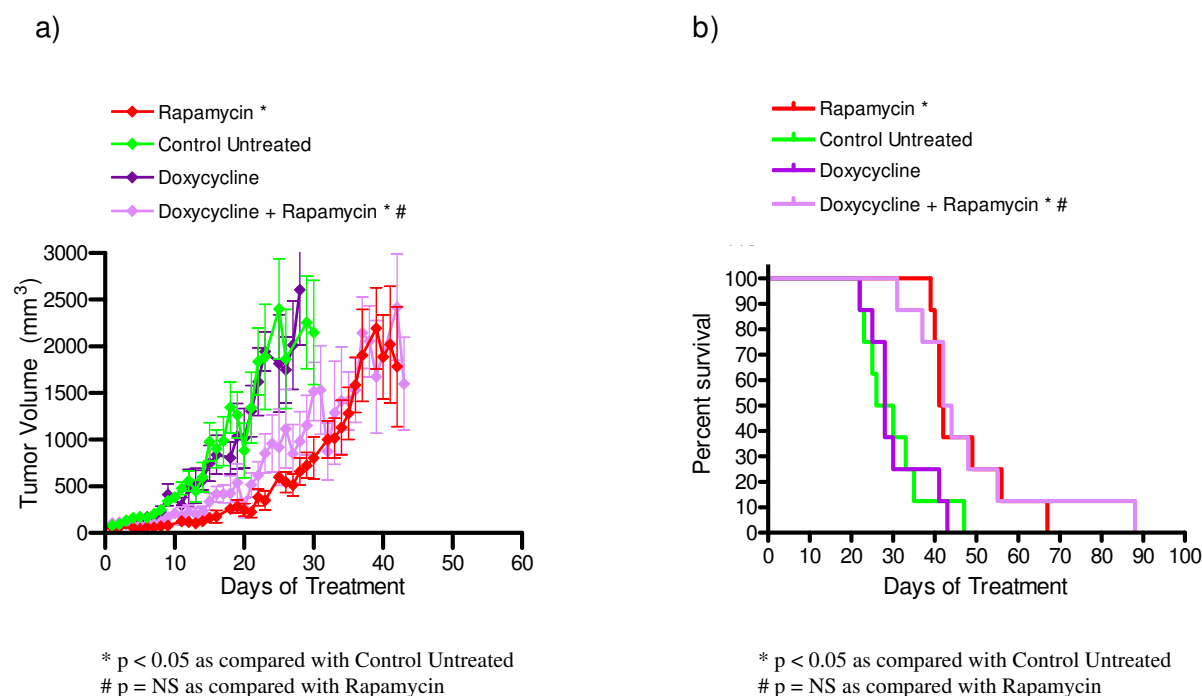 a)
Rapamycin *
Control Untreated
Doxycycline
Doxycycline + Rapamycin * #
3000
2500
2000
1500
1000
500
0
Tumor Volume (mm³)
0 10 20 30 40 50 60
Days of Treatment
* p < 0.05 as compared with Control Untreated
# p = NS as compared with Rapamycin
b)
Rapamycin *
Control Untreated
Doxycycline
Doxycycline + Rapamycin * #
100
90
80
70
60
50
40
30
20
10
0
Percent survival
0 10 20 30 40 50 60 70 80 90 100
Days of Treatment
* p < 0.05 as compared with Control Untreated
# p = NS as compared with Rapamycin